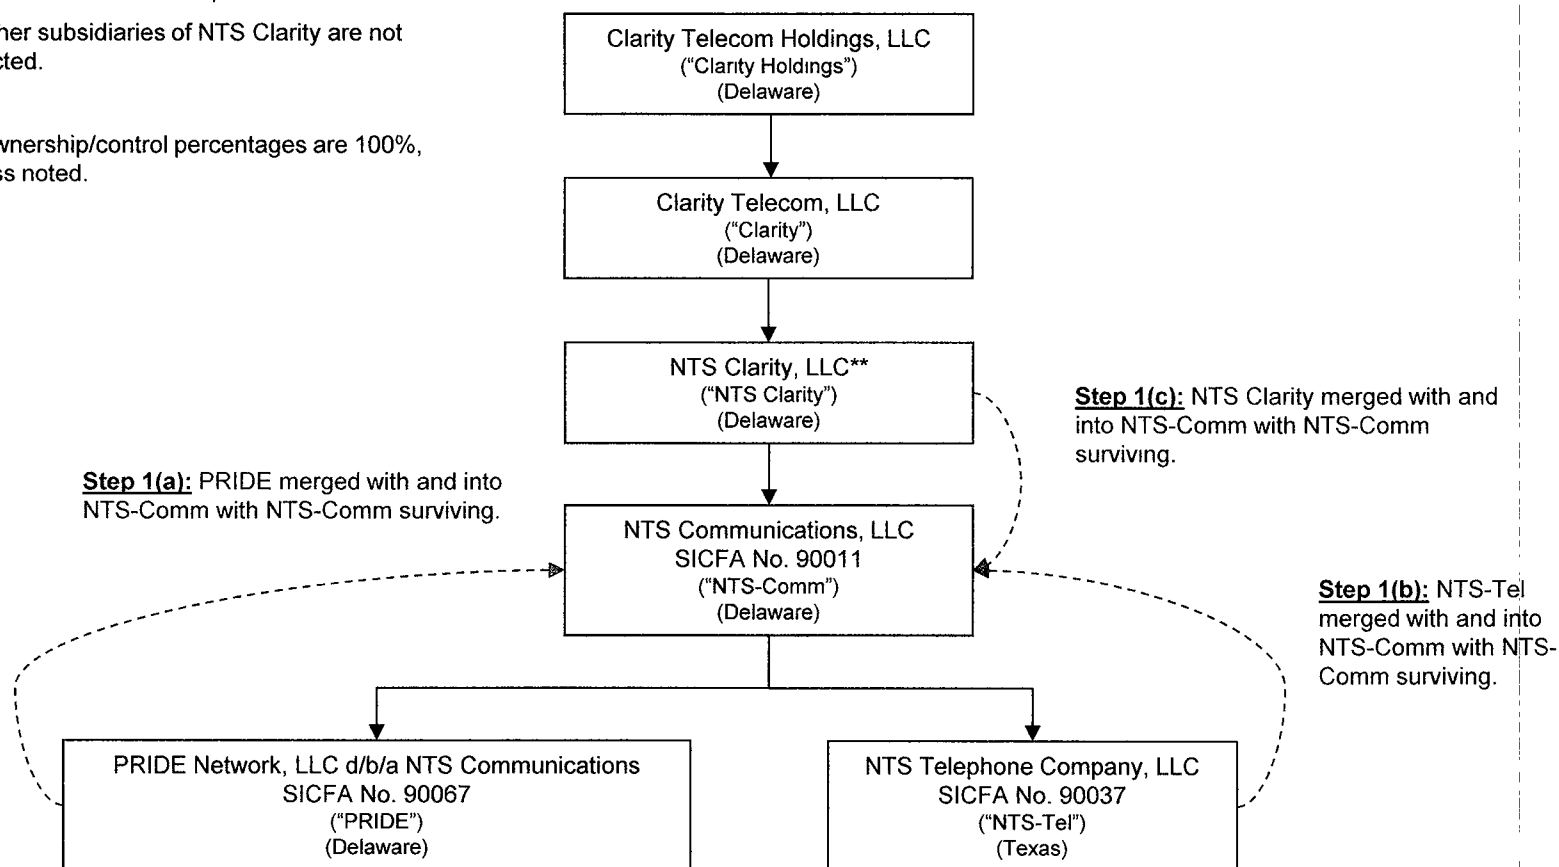 her subsidiaries of NTS Clarity are not
cted.
wnership/control percentages are 100%,
ss noted.
Clarity Telecom Holdings, LLC
(“Clarity Holdings”)
(Delaware)
Clarity Telecom, LLC
(“Clarity”)
(Delaware)
NTS Clarity, LLC**
(“NTS Clarity”)
(Delaware)
Step 1(c): NTS Clarity merged with and
into NTS-Comm with NTS-Comm
surviving.
Step 1(a): PRIDE merged with and into
NTS-Comm with NTS-Comm surviving.
NTS Communications, LLC
SICFA No. 90011
(“NTS-Comm”)
(Delaware)
Step 1(b): NTS-Tel
merged with and into
NTS-Comm with NTS-
Comm surviving.
PRIDE Network, LLC d/b/a NTS Communications
SICFA No. 90067
(“PRIDE”)
(Delaware)
NTS Telephone Company, LLC
SICFA No. 90037
(“NTS-Tel”)
(Texas)